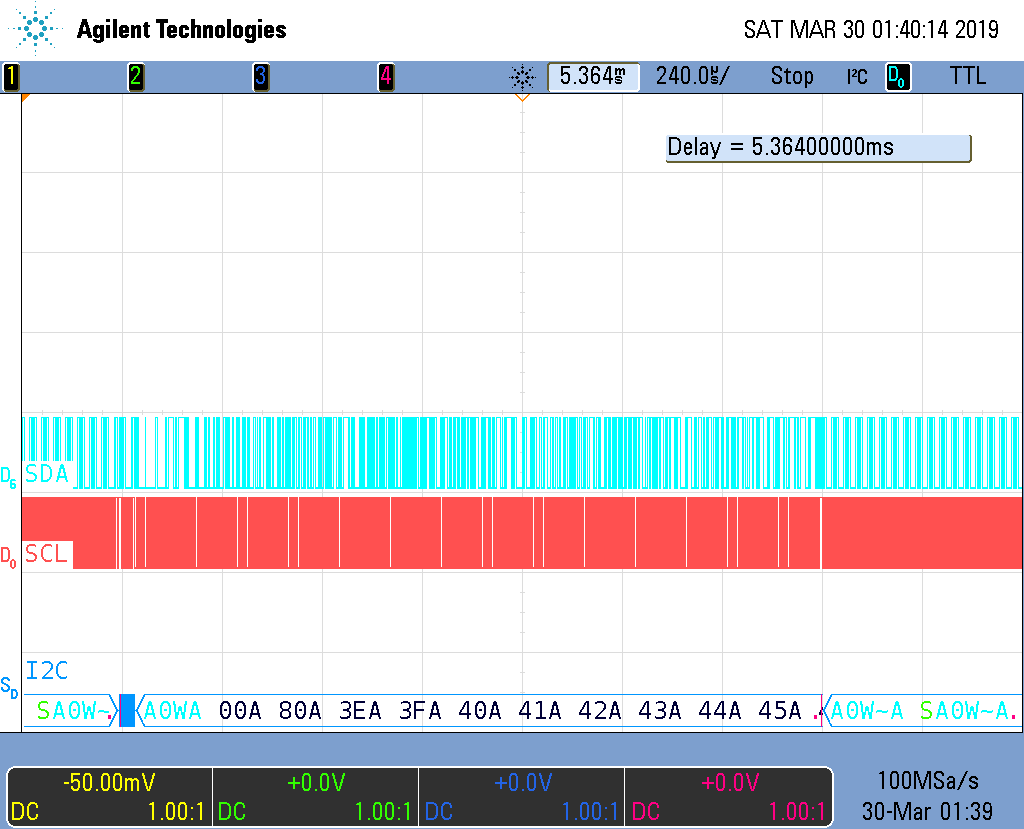 Agilent Technologies SAT MAR 30 01:40:14 2019
1 2 3 4 5.364ms 240.0us/ Stop I²C D0 TTL
Delay = 5.36400000ms
D6 SDA
D0 SCL
I2C
SD SA0W~. A0WA 00A 80A 3EA 3FA 40A 41A 42A 43A 44A 45A . A0W~A SA0W~A.
-50.00mV +0.0V +0.0V +0.0V 100MSa/s
DC 1.00:1 DC 1.00:1 DC 1.00:1 DC 1.00:1 30-Mar 01:39